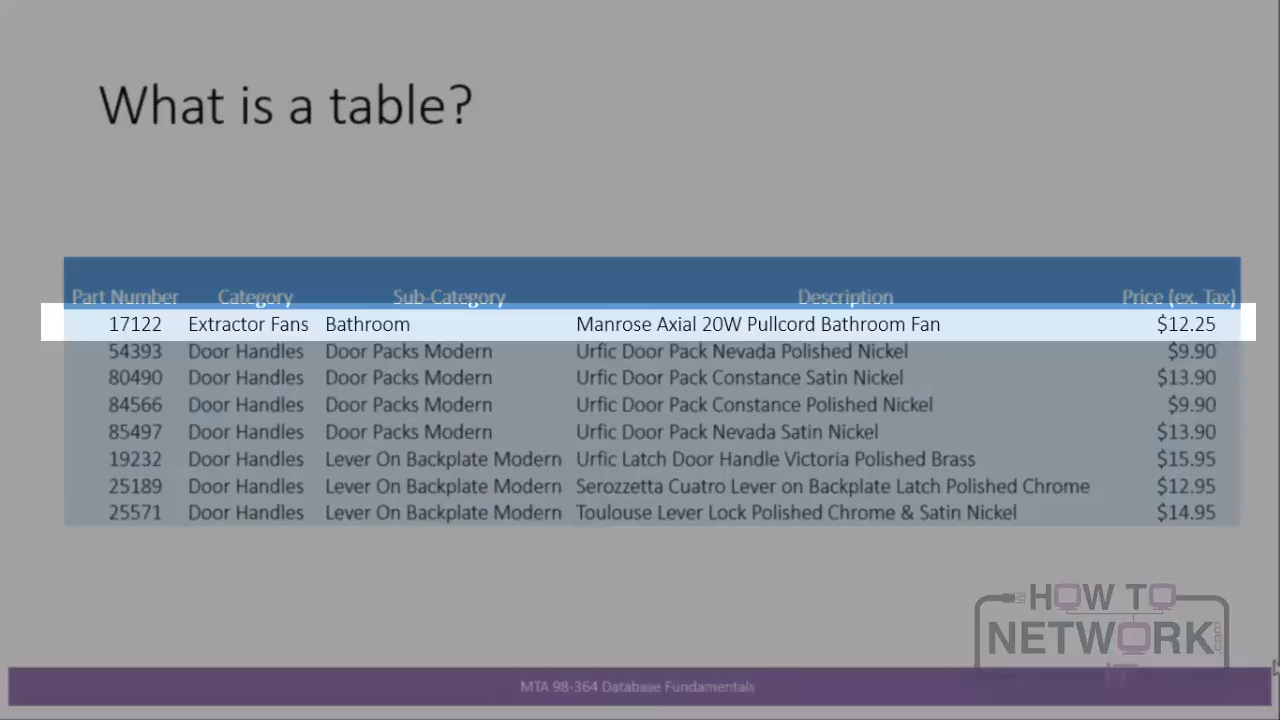 What is a table?
Part Number Category Sub-Category Description Price (ex. Tax)
17122 Extractor Fans Bathroom Manrose Axial 20W Pullcord Bathroom Fan $12.25
54393 Door Handles Door Packs Modern Urfic Door Pack Nevada Polished Nickel $9.90
80490 Door Handles Door Packs Modern Urfic Door Pack Constance Satin Nickel $13.90
84566 Door Handles Door Packs Modern Urfic Door Pack Constance Polished Nickel $9.90
85497 Door Handles Door Packs Modern Urfic Door Pack Nevada Satin Nickel $13.90
19232 Door Handles Lever On Backplate Modern Urfic Latch Door Handle Victoria Polished Brass $15.95
25189 Door Handles Lever On Backplate Modern Serozzetta Cuatro Lever on Backplate Latch Polished Chrome $12.95
25571 Door Handles Lever On Backplate Modern Toulouse Lever Lock Polished Chrome & Satin Nickel $14.95
HOW TO
NETWORK.com
MTA 98-364 Database Fundamentals